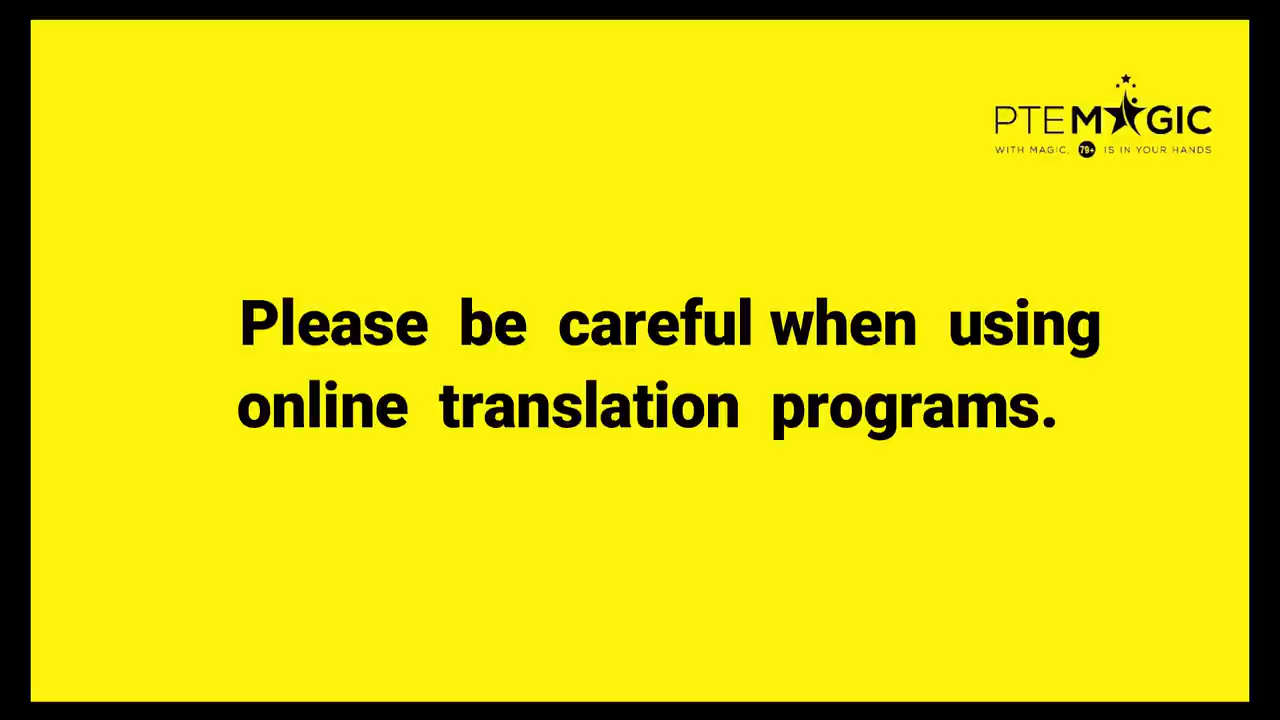 PTEMAGIC
WITH MAGIC, 79+ IS IN YOUR HANDS
Please be careful when using
online translation programs.